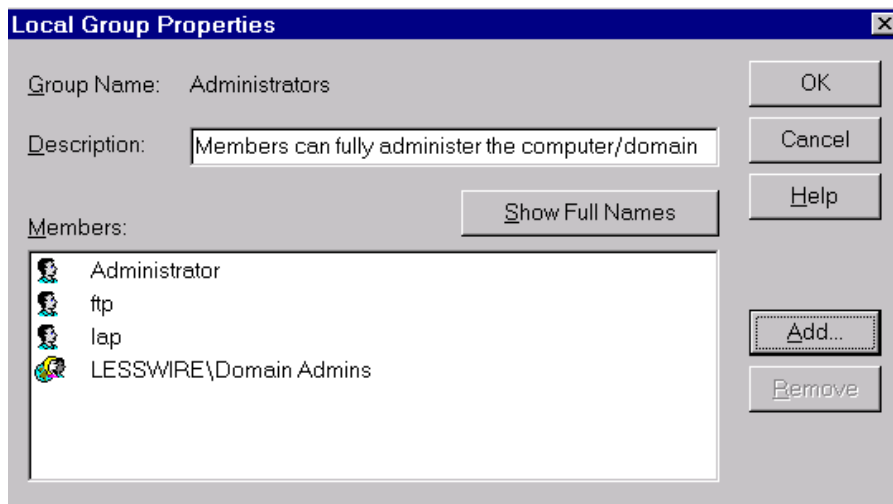 Local Group Properties
Group Name: Administrators
OK
Description: Members can fully administer the computer/domain
Cancel
Show Full Names
Help
Members:
Administrator
ftp
lap
LESSWIRE\Domain Admins
Add...
Remove